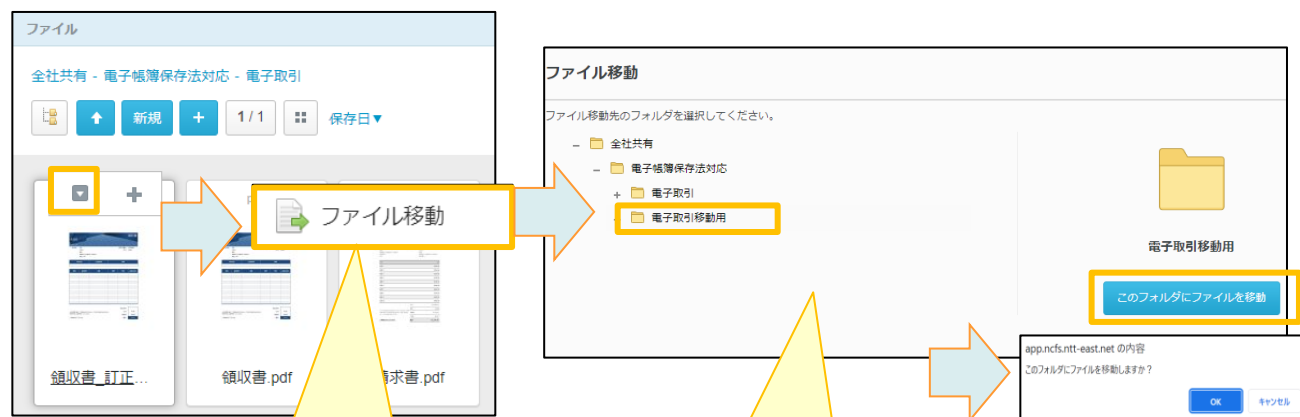 ファイル
全社共有 - 電子帳簿保存法対応 - 電子取引
新規
1 / 1
保存日▼
ファイル移動
領収書_訂正...
領収書.pdf
求書.pdf
ファイル移動
ファイル移動先のフォルダを選択してください。
全社共有
電子帳簿保存法対応
電子取引
電子取引移動用
電子取引移動用
このフォルダにファイルを移動
app.ncfs.ntt-east.net の内容
このフォルダにファイルを移動しますか？
OK キャンセル